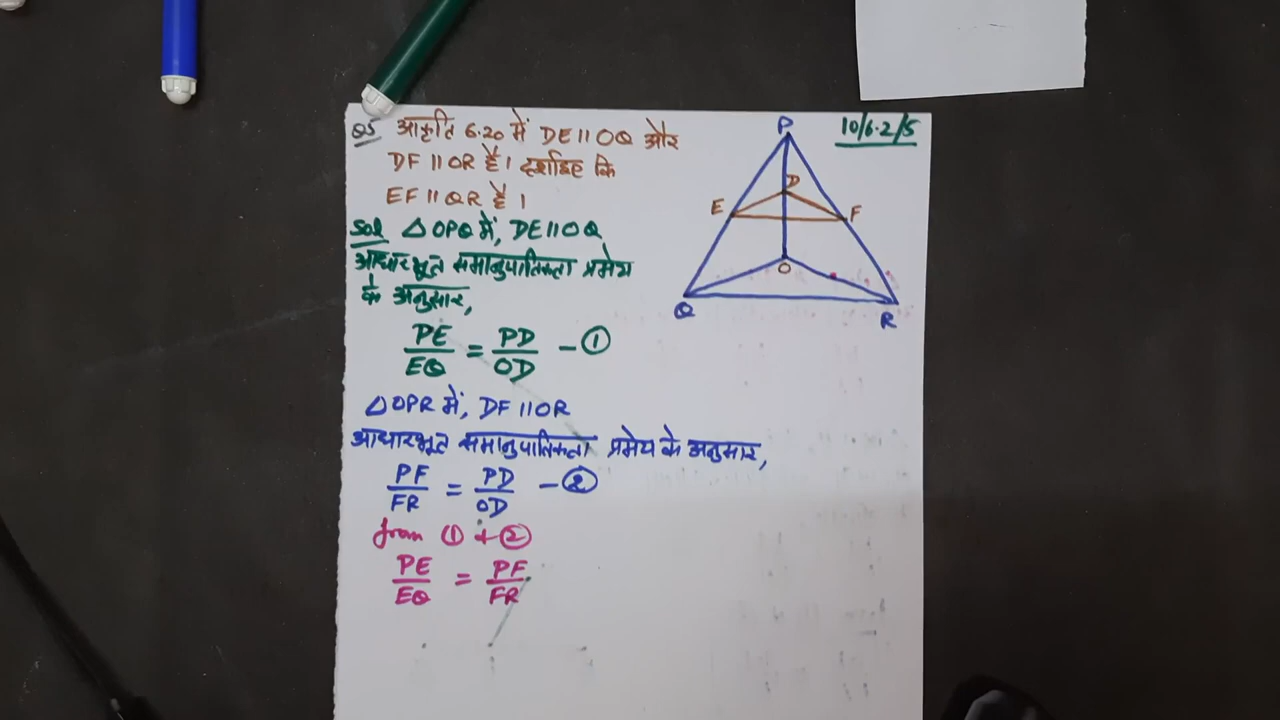 Q5 आकृति 6.20 में DE || OQ और
DF || OR है। दर्शाइए कि
EF || QR है।
Sol △OPQ में, DE || OQ
आधारभूत समानुपातिकता प्रमेय
के अनुसार,
PE/EQ = PD/OD - ①
△OPR में, DF || OR
आधारभूत समानुपातिकता प्रमेय के अनुसार,
PF/FR = PD/OD - ②
from ① + ②
PE/EQ = PF/FR
10/6.2/5
P
D
E F
O
Q R